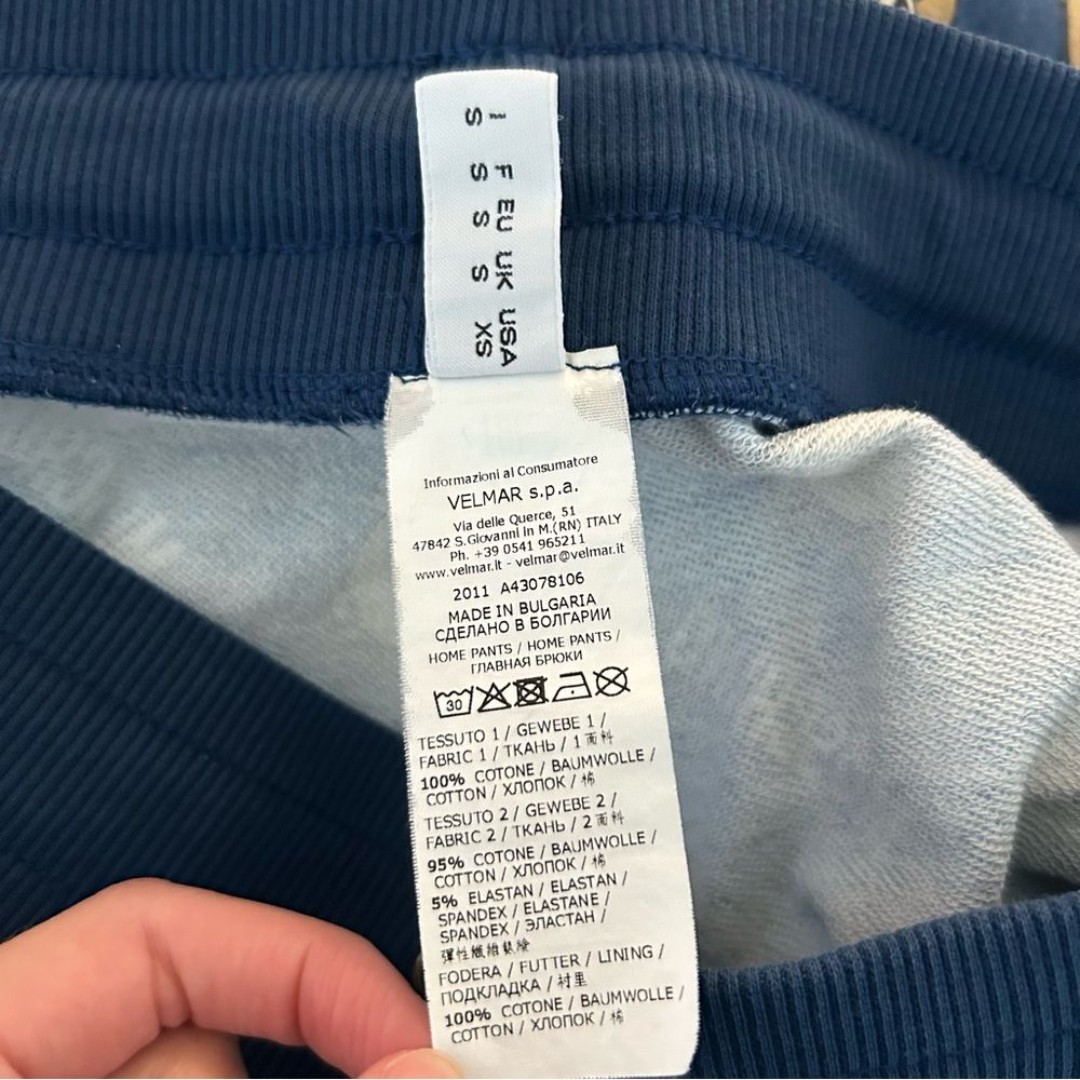 I F EU UK USA
S S S S XS
Informazioni al Consumatore
VELMAR s.p.a.
Via delle Querce, 51
47842 S.Giovanni in M.(RN) ITALY
Ph. +39 0541 965211
www.velmar.it - velmar@velmar.it
2011 A43078106
MADE IN BULGARIA
СДЕЛАНО В БОЛГАРИИ
HOME PANTS / HOME PANTS /
ГЛАВНАЯ БРЮКИ
30
TESSUTO 1 / GEWEBE 1 /
FABRIC 1 / ТКАНЬ / 1 面料
100% COTONE / BAUMWOLLE /
COTTON / ХЛОПОК / 棉
TESSUTO 2 / GEWEBE 2 /
FABRIC 2 / ТКАНЬ / 2 面料
95% COTONE / BAUMWOLLE /
COTTON / ХЛОПОК / 棉
5% ELASTAN / ELASTAN /
SPANDEX / ELASTANE /
SPANDEX / ЭЛАСТАН /
彈性纖維
FODERA / FUTTER / LINING /
ПОДКЛАДКА / 衬里
100% COTONE / BAUMWOLLE /
COTTON / ХЛОПОК / 棉